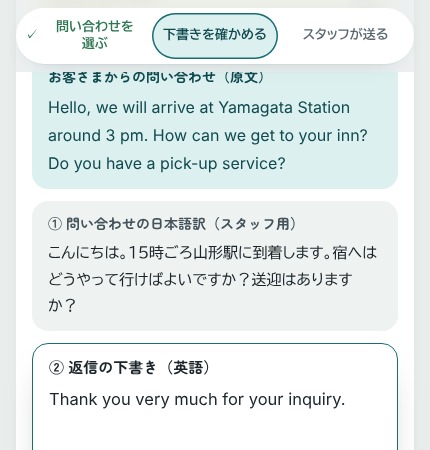 ✓ 問い合わせを
選ぶ
下書きを確かめる
スタッフが送る
お客さまからの問い合わせ（原文）
Hello, we will arrive at Yamagata Station
around 3 pm. How can we get to your inn?
Do you have a pick-up service?
① 問い合わせの日本語訳（スタッフ用）
こんにちは。15時ごろ山形駅に到着します。宿へは
どうやって行けばよいですか？送迎はあります
か？
② 返信の下書き（英語）
Thank you very much for your inquiry.